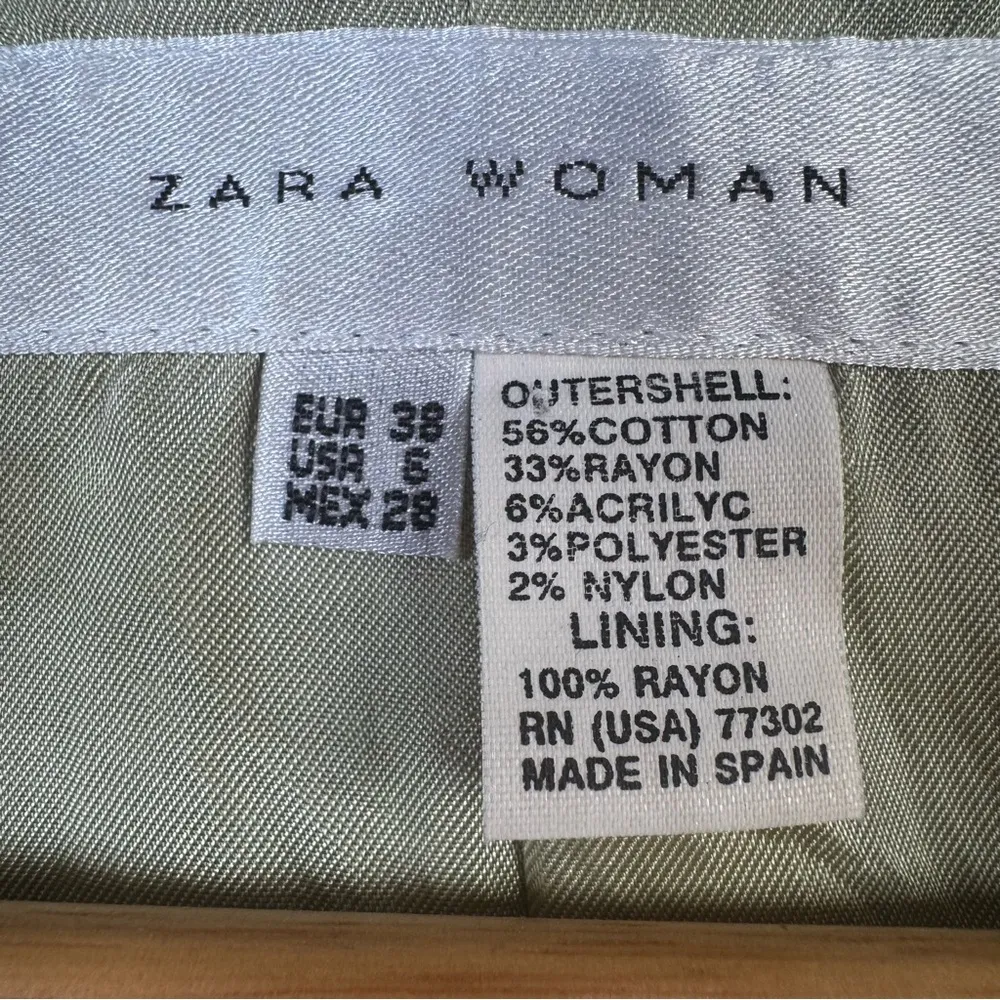 ZARA WOMAN
EUR 38
USA 6
MEX 28
OUTERSHELL:
56%COTTON
33%RAYON
6%ACRILYC
3%POLYESTER
2% NYLON
LINING:
100% RAYON
RN (USA) 77302
MADE IN SPAIN